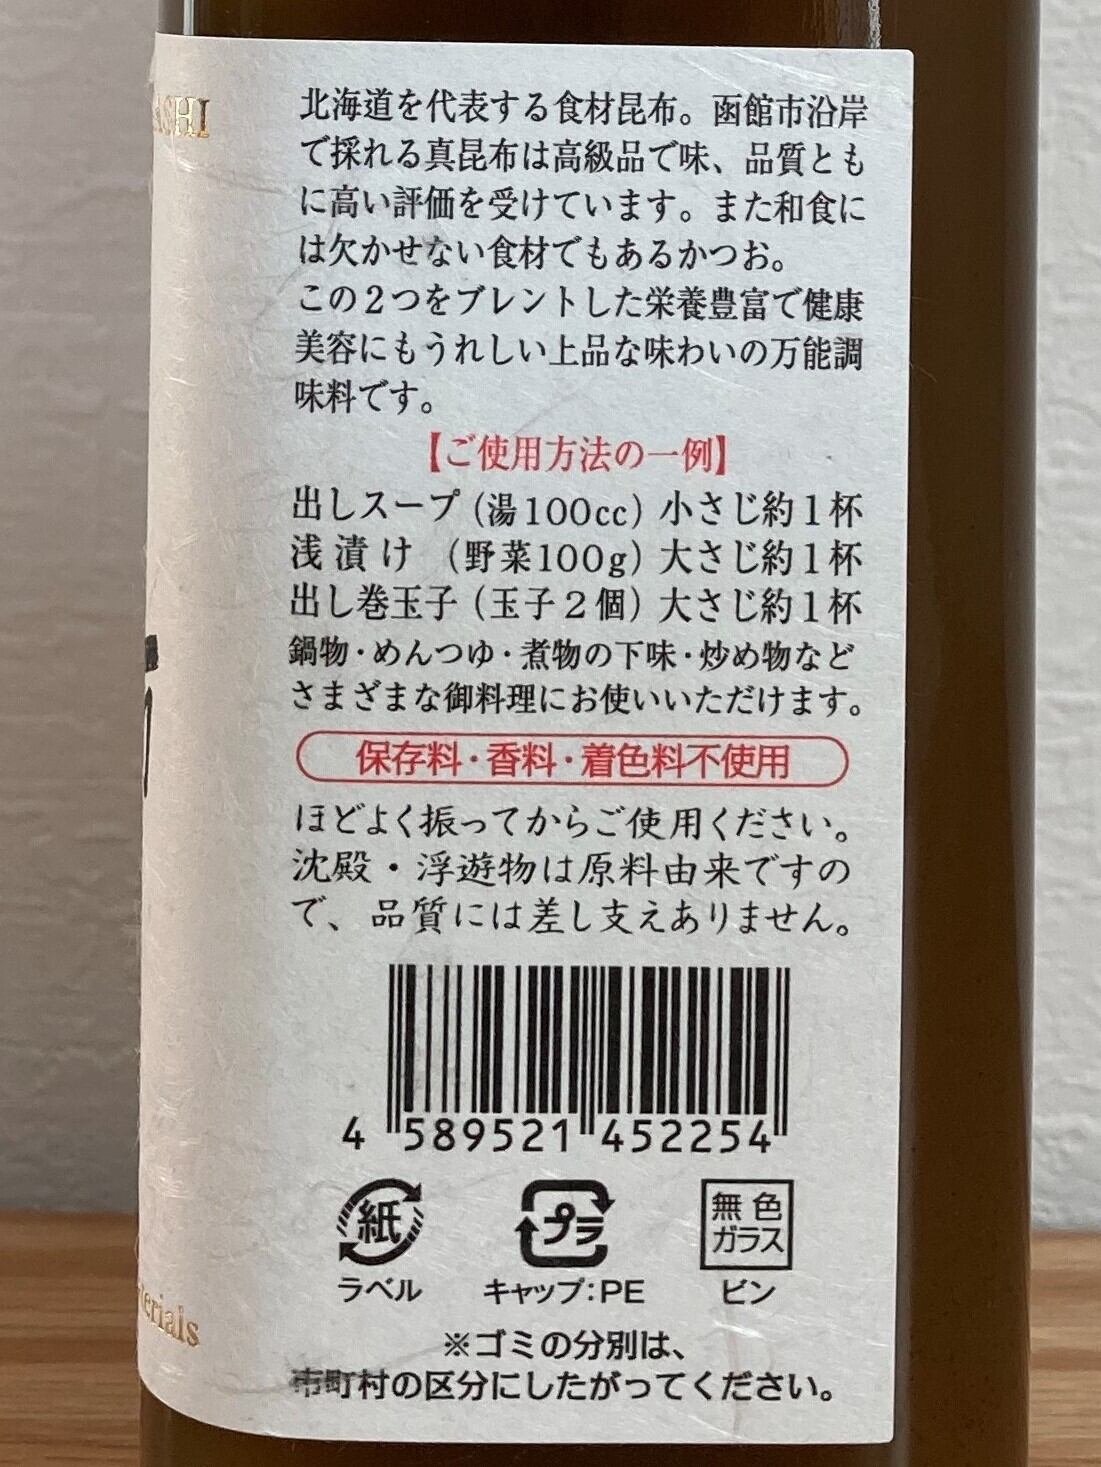 ASHI
北海道を代表する食材昆布。函館市沿岸
で採れる真昆布は高級品で味、品質とも
に高い評価を受けています。また和食に
は欠かせない食材でもあるかつお。
この２つをブレントした栄養豊富で健康
美容にもうれしい上品な味わいの万能調
味料です。
【ご使用方法の一例】
出しスープ（湯100cc）小さじ約１杯
浅漬け（野菜100g）大さじ約１杯
出し巻玉子（玉子２個）大さじ約１杯
鍋物・めんつゆ・煮物の下味・炒め物など
さまざまな御料理にお使いいただけます。
保存料・香料・着色料不使用
ほどよく振ってからご使用ください。
沈殿・浮遊物は原料由来ですの
で、品質には差し支えありません。
4 589521 452254
紙 プラ 無色ガラス
ラベル キャップ：PE ビン
erials
※ゴミの分別は、
市町村の区分にしたがってください。